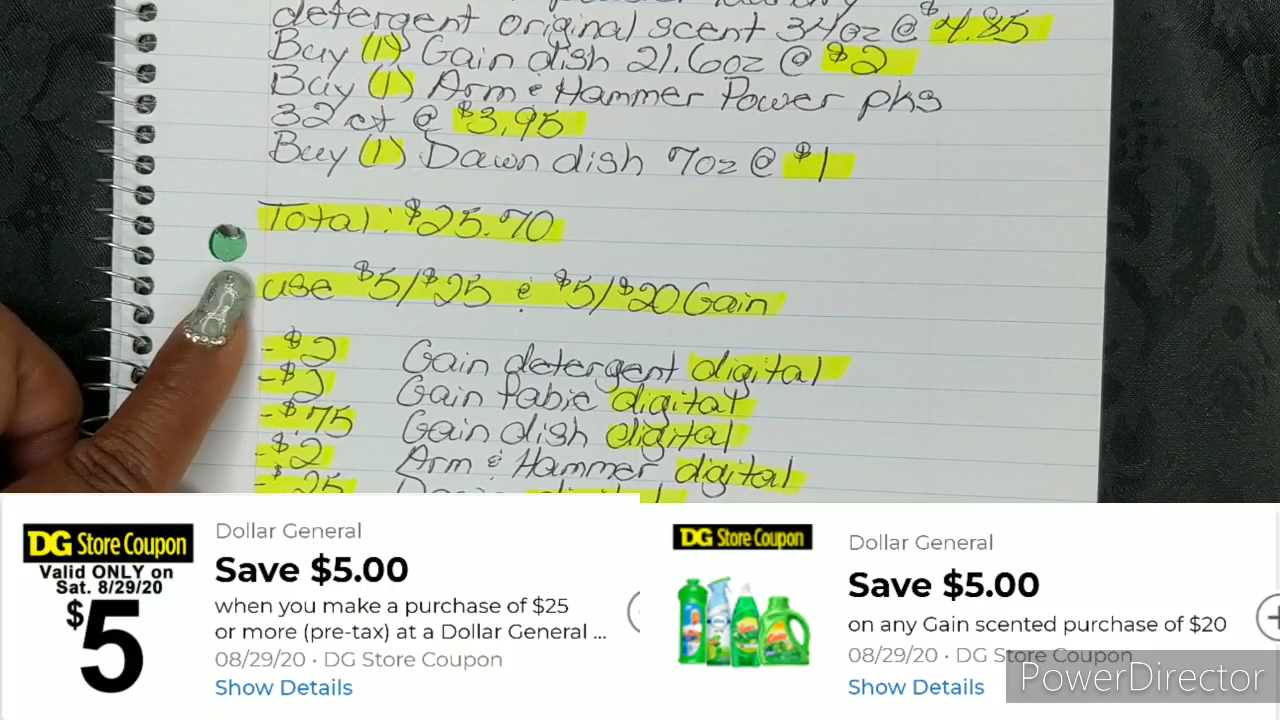 detergent original scent 34oz @ $4.85
Buy (1) Gain dish 21.6oz @ $2
Buy (1) Arm & Hammer Power pks
32 ct @ $3.95
Buy (1) Dawn dish 7oz @ $1
Total: $25.70
use $5/$25 & $5/$20 Gain
-$2 Gain detergent digital
-$2 Gain fabic digital
-$.75 Gain dish digital
-$2 Arm & Hammer digital
DG Store Coupon
Valid ONLY on
Sat. 8/29/20
$5
Dollar General
Save $5.00
when you make a purchase of $25
or more (pre-tax) at a Dollar General ...
08/29/20 · DG Store Coupon
Show Details
DG Store Coupon
Dollar General
Save $5.00
on any Gain scented purchase of $20
08/29/20 · DG Store Coupon
Show Details
PowerDirector